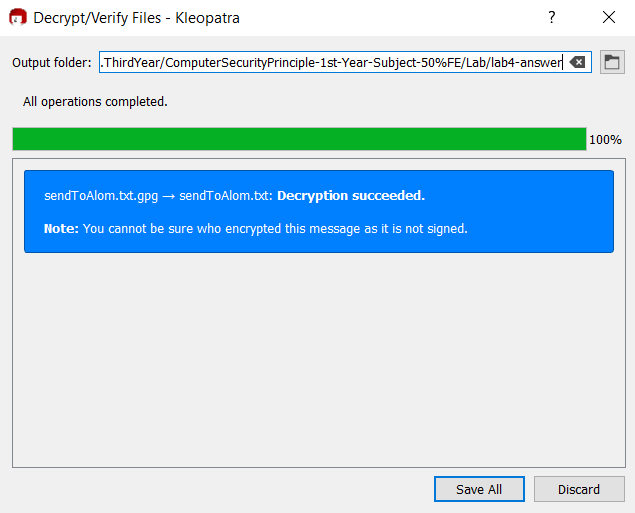 Decrypt/Verify Files - Kleopatra
Output folder: .ThirdYear/ComputerSecurityPrinciple-1st-Year-Subject-50%FE/Lab/lab4-answer
All operations completed.
100%
sendToAlom.txt.gpg → sendToAlom.txt: Decryption succeeded.
Note: You cannot be sure who encrypted this message as it is not signed.
Save All Discard